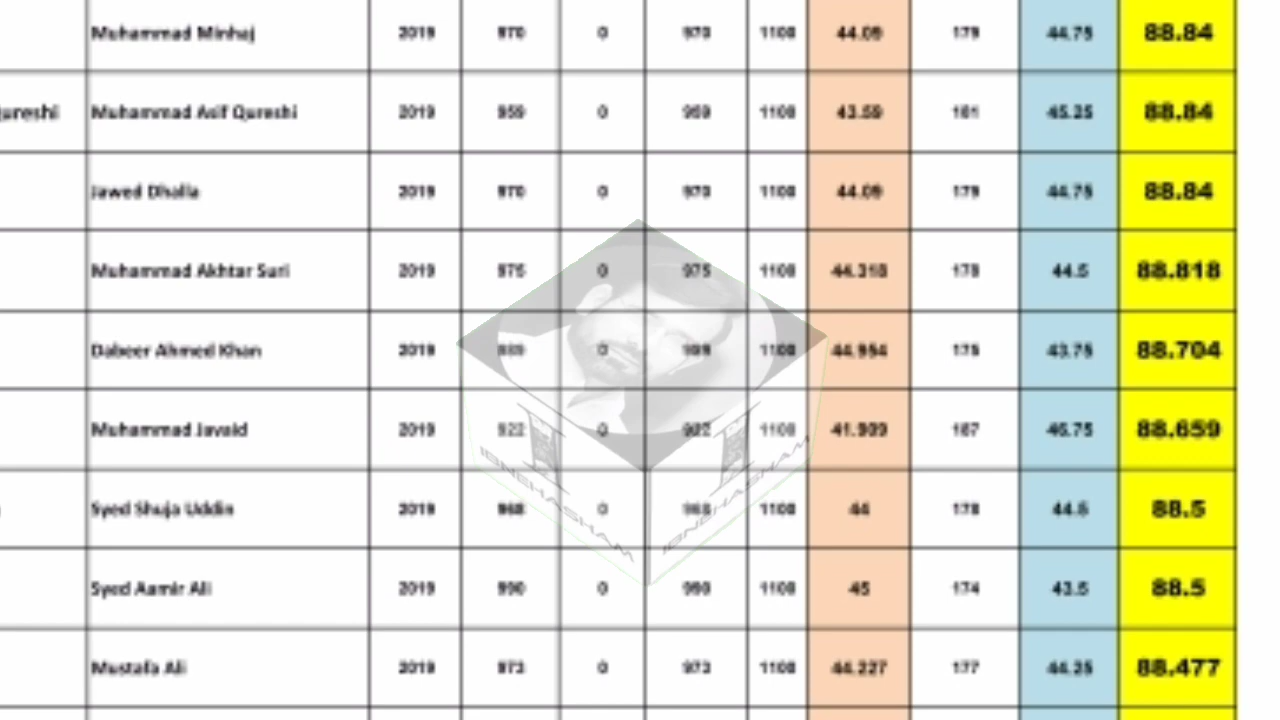 Muhammad Minhaj 2019 970 0 970 1100 44.09 179 44.75 88.84
Qureshi Muhammad Asif Qureshi 2019 959 0 959 1100 43.59 181 45.25 88.84
Jawed Dhalla 2019 970 0 970 1100 44.09 179 44.75 88.84
Muhammad Akhtar Suri 2019 975 0 975 1100 44.318 178 44.5 88.818
Dabeer Ahmed Khan 2019 989 0 989 1100 44.954 175 43.75 88.704
Muhammad Javaid 2019 922 0 922 1100 41.909 187 46.75 88.659
Syed Shuja Uddin 2019 968 0 968 1100 44 178 44.5 88.5
Syed Aamir Ali 2019 990 0 990 1100 45 174 43.5 88.5
Mustafa Ali 2019 973 0 973 1100 44.227 177 44.25 88.477
IBNEHASHAM IBNEHASHAM